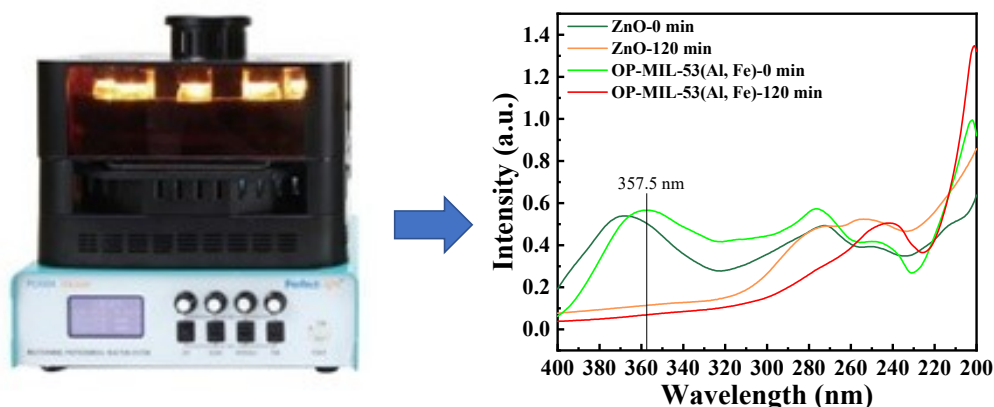 ZnO-0 min
ZnO-120 min
OP-MIL-53(Al, Fe)-0 min
OP-MIL-53(Al, Fe)-120 min
357.5 nm
Intensity (a.u.)
1.4
1.2
1.0
0.8
0.6
0.4
0.2
0.0
400 380 360 340 320 300 280 260 240 220 200
Wavelength (nm)